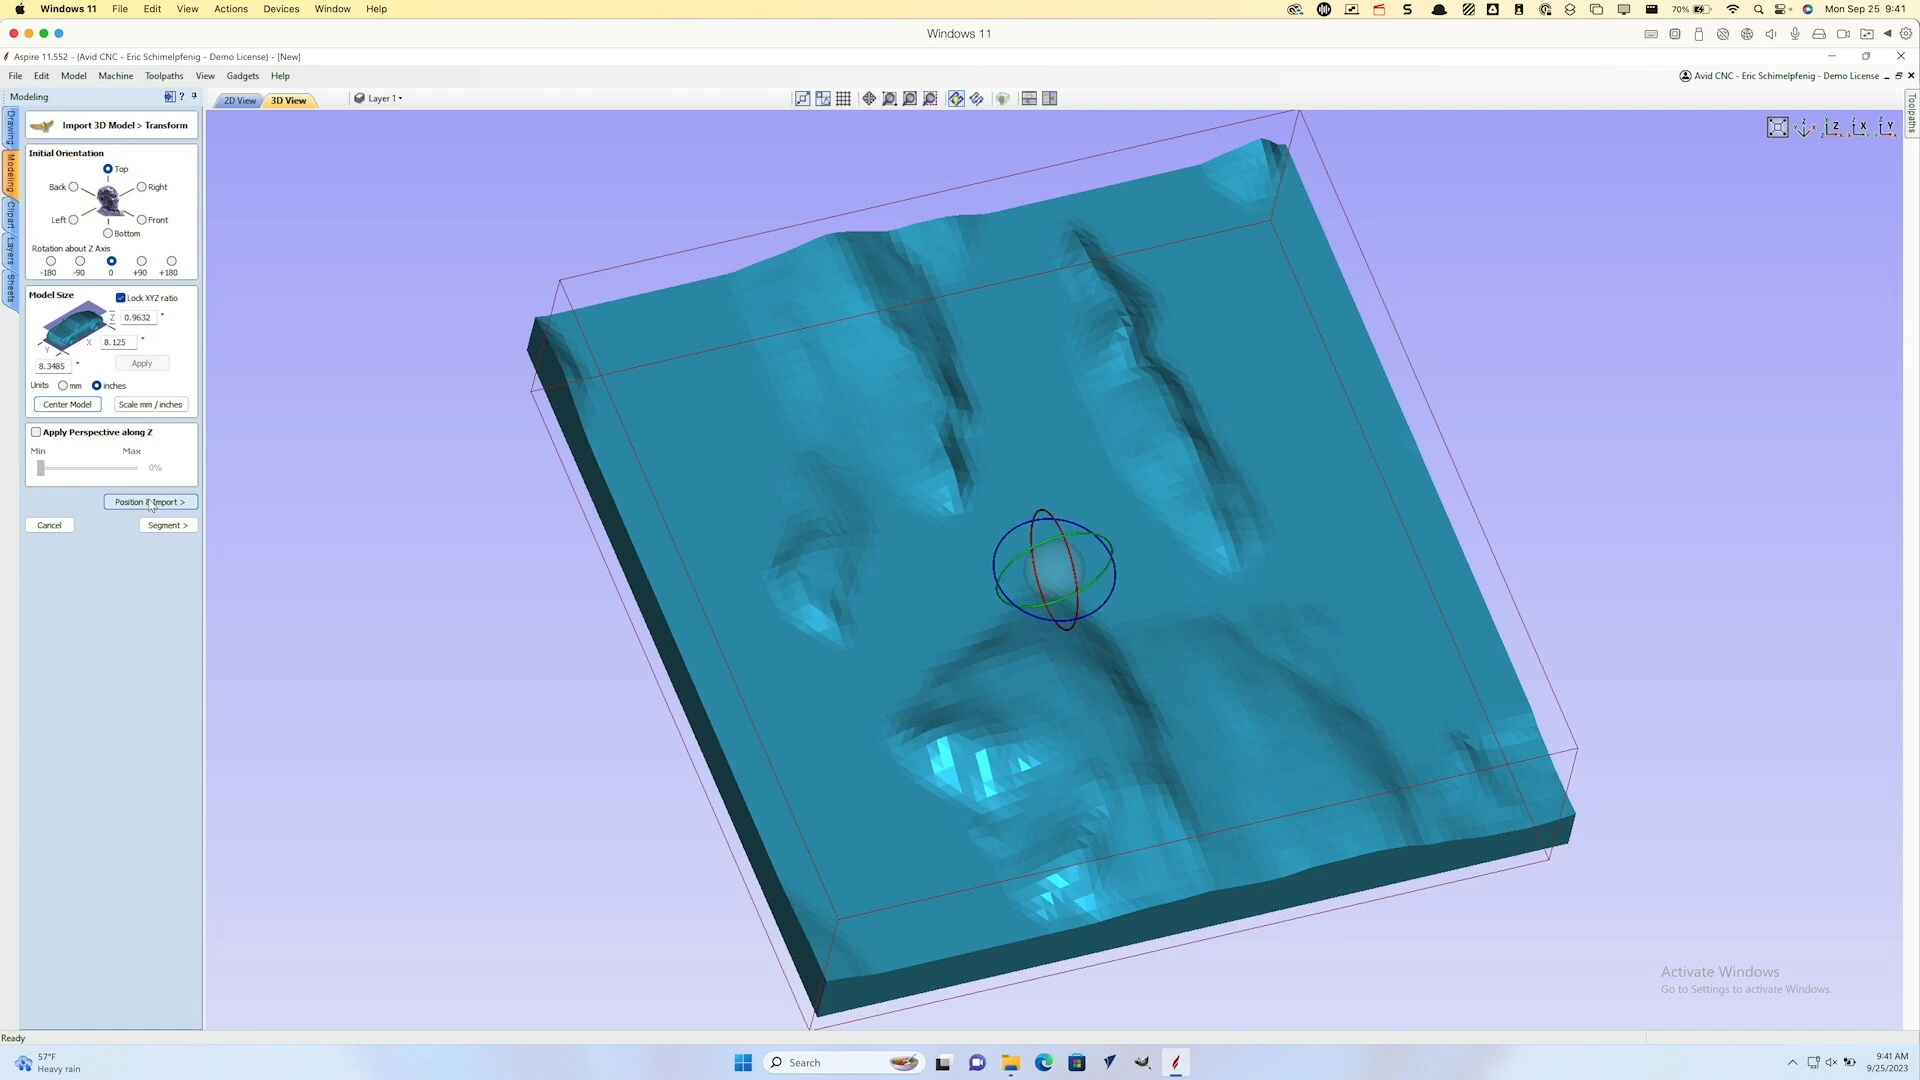 Windows 11 File Edit View Actions Devices Window Help 70% Mon Sep 25 9:41
Windows 11
Aspire 11.552 - {Avid CNC - Eric Schimelpfenig - Demo License} - [New]
File Edit Model Machine Toolpaths View Gadgets Help Avid CNC - Eric Schimelpfenig - Demo License
Modeling ? 2D View 3D View Layer 1
Drawing
Modeling
Clipart
Layers
Sheets
Toolpaths
Import 3D Model > Transform
Initial Orientation
Top
Back Right
Left Front
Bottom
Rotation about Z Axis
-180 -90 0 +90 +180
Model Size Lock XYZ ratio
Z 0.9632 "
Y X 8.125 "
8.3485 " Apply
Units mm inches
Center Model Scale mm / inches
Apply Perspective along Z
Min Max
0%
Position & Import >
Cancel Segment >
Activate Windows
Go to Settings to activate Windows.
Ready
57°F
Heavy rain
Search
9:41 AM
9/25/2023